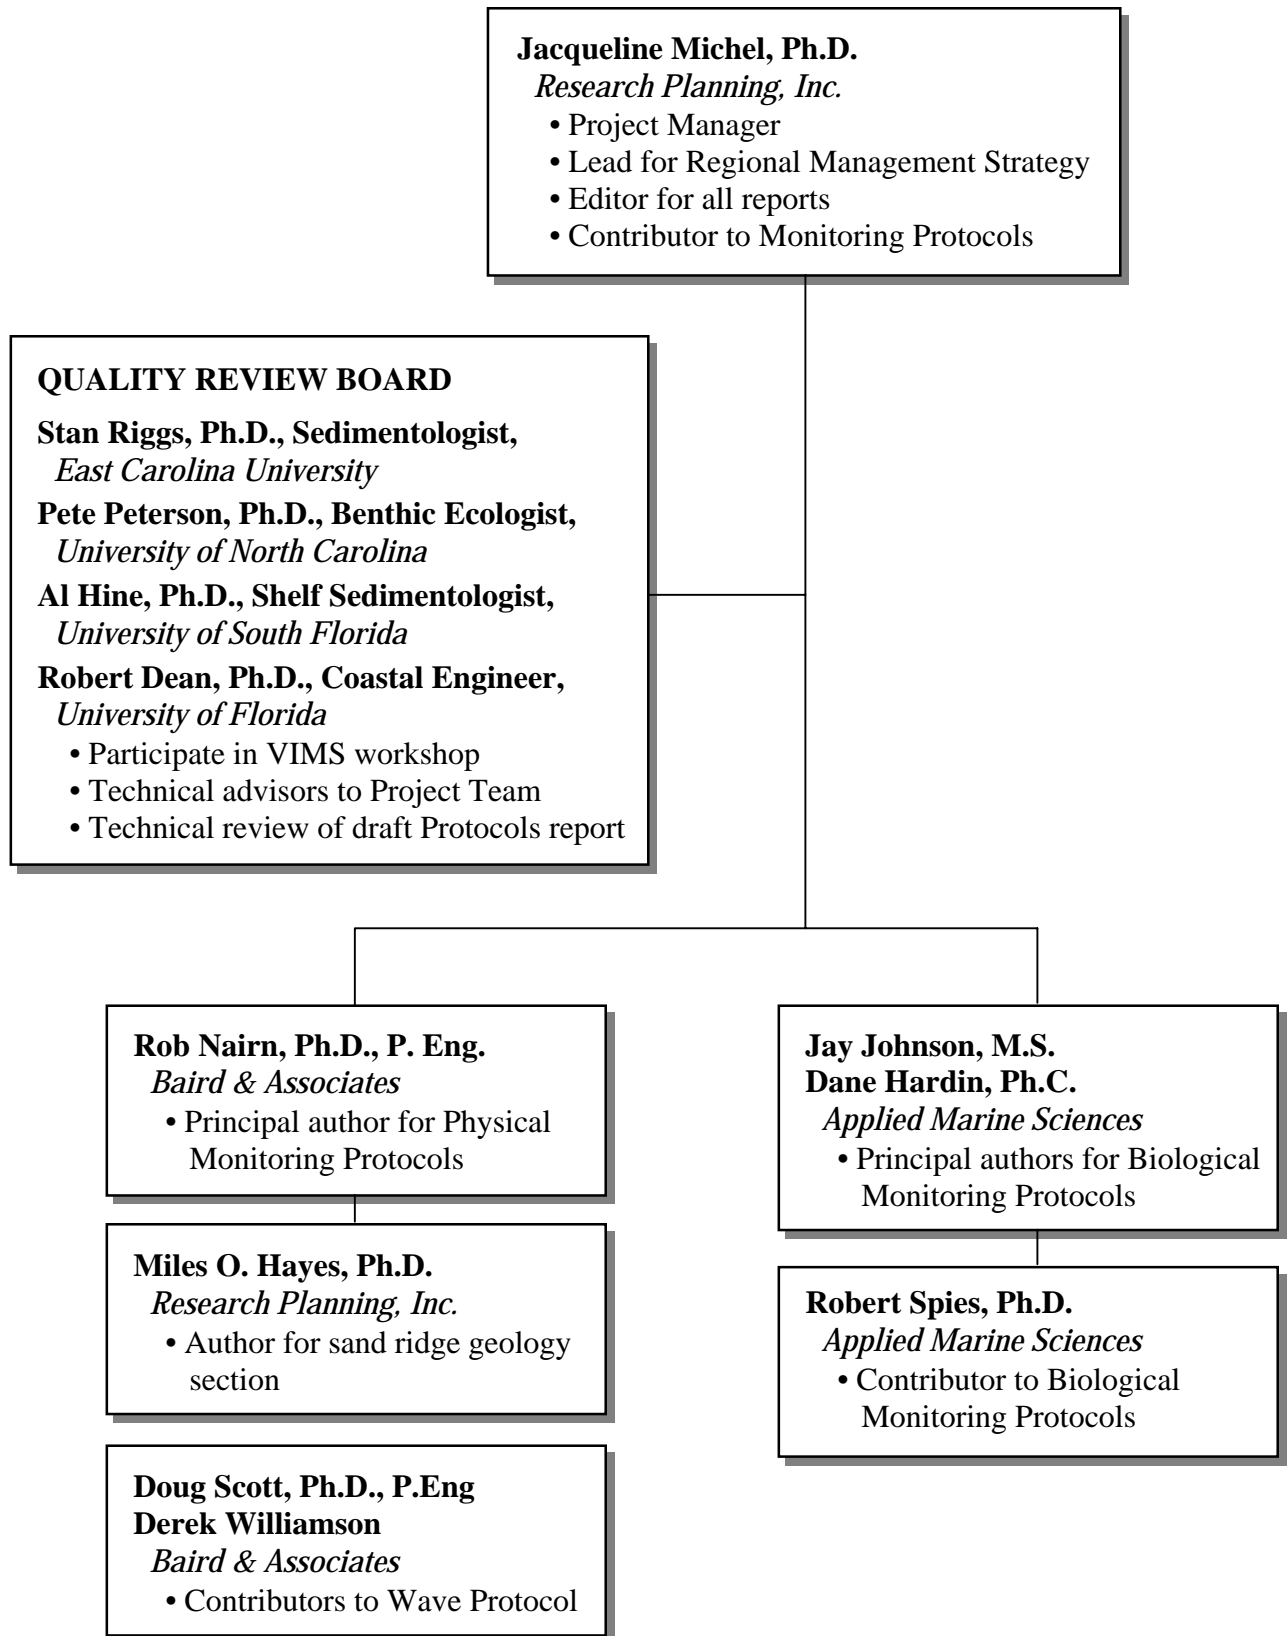 Jacqueline Michel, Ph.D.
Research Planning, Inc.
• Project Manager
• Lead for Regional Management Strategy
• Editor for all reports
• Contributor to Monitoring Protocols
QUALITY REVIEW BOARD
Stan Riggs, Ph.D., Sedimentologist,
East Carolina University
Pete Peterson, Ph.D., Benthic Ecologist,
University of North Carolina
Al Hine, Ph.D., Shelf Sedimentologist,
University of South Florida
Robert Dean, Ph.D., Coastal Engineer,
University of Florida
• Participate in VIMS workshop
• Technical advisors to Project Team
• Technical review of draft Protocols report
Rob Nairn, Ph.D., P. Eng.
Baird & Associates
• Principal author for Physical
Monitoring Protocols
Miles O. Hayes, Ph.D.
Research Planning, Inc.
• Author for sand ridge geology
section
Doug Scott, Ph.D., P.Eng
Derek Williamson
Baird & Associates
• Contributors to Wave Protocol
Jay Johnson, M.S.
Dane Hardin, Ph.C.
Applied Marine Sciences
• Principal authors for Biological
Monitoring Protocols
Robert Spies, Ph.D.
Applied Marine Sciences
• Contributor to Biological
Monitoring Protocols